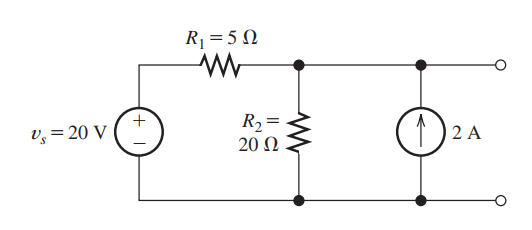 R₁ = 5 Ω
vₛ = 20 V
+
−
R₂ =
20 Ω
2 A